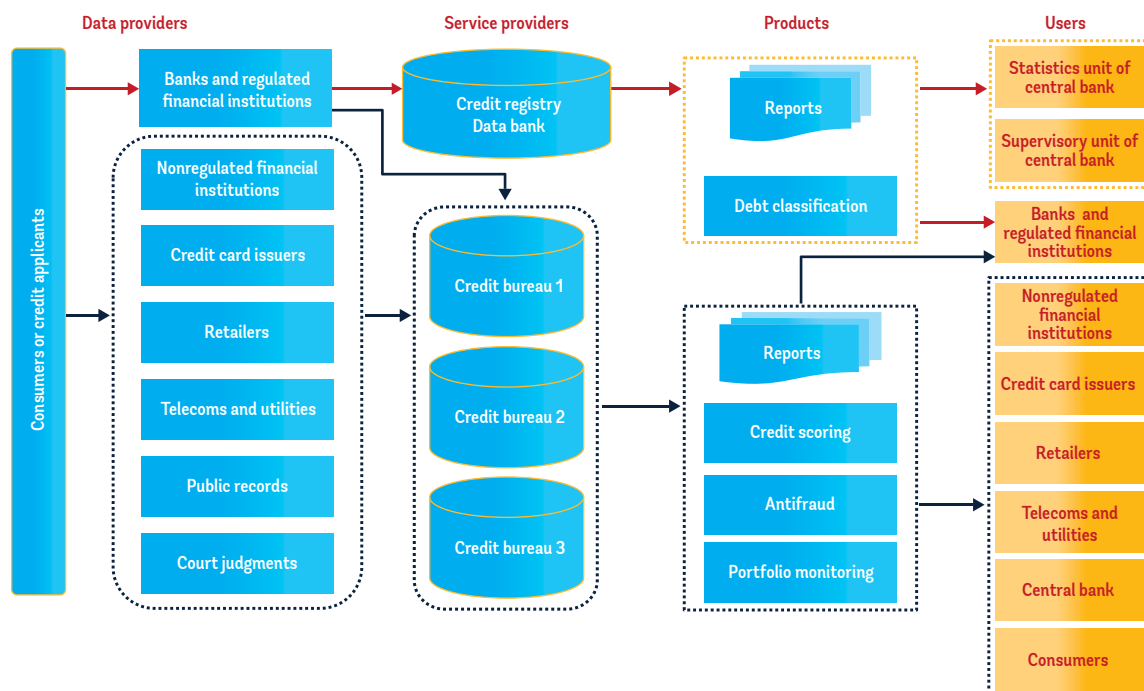 Data providers
Service providers
Products
Users
Consumers or credit applicants
Banks and regulated
financial institutions
Nonregulated financial
institutions
Credit card issuers
Retailers
Telecoms and utilities
Public records
Court judgments
Credit registry
Data bank
Credit bureau 1
Credit bureau 2
Credit bureau 3
Reports
Debt classification
Reports
Credit scoring
Antifraud
Portfolio monitoring
Statistics unit of
central bank
Supervisory unit of
central bank
Banks and
regulated financial
institutions
Nonregulated
financial
institutions
Credit card issuers
Retailers
Telecoms and
utilities
Central bank
Consumers